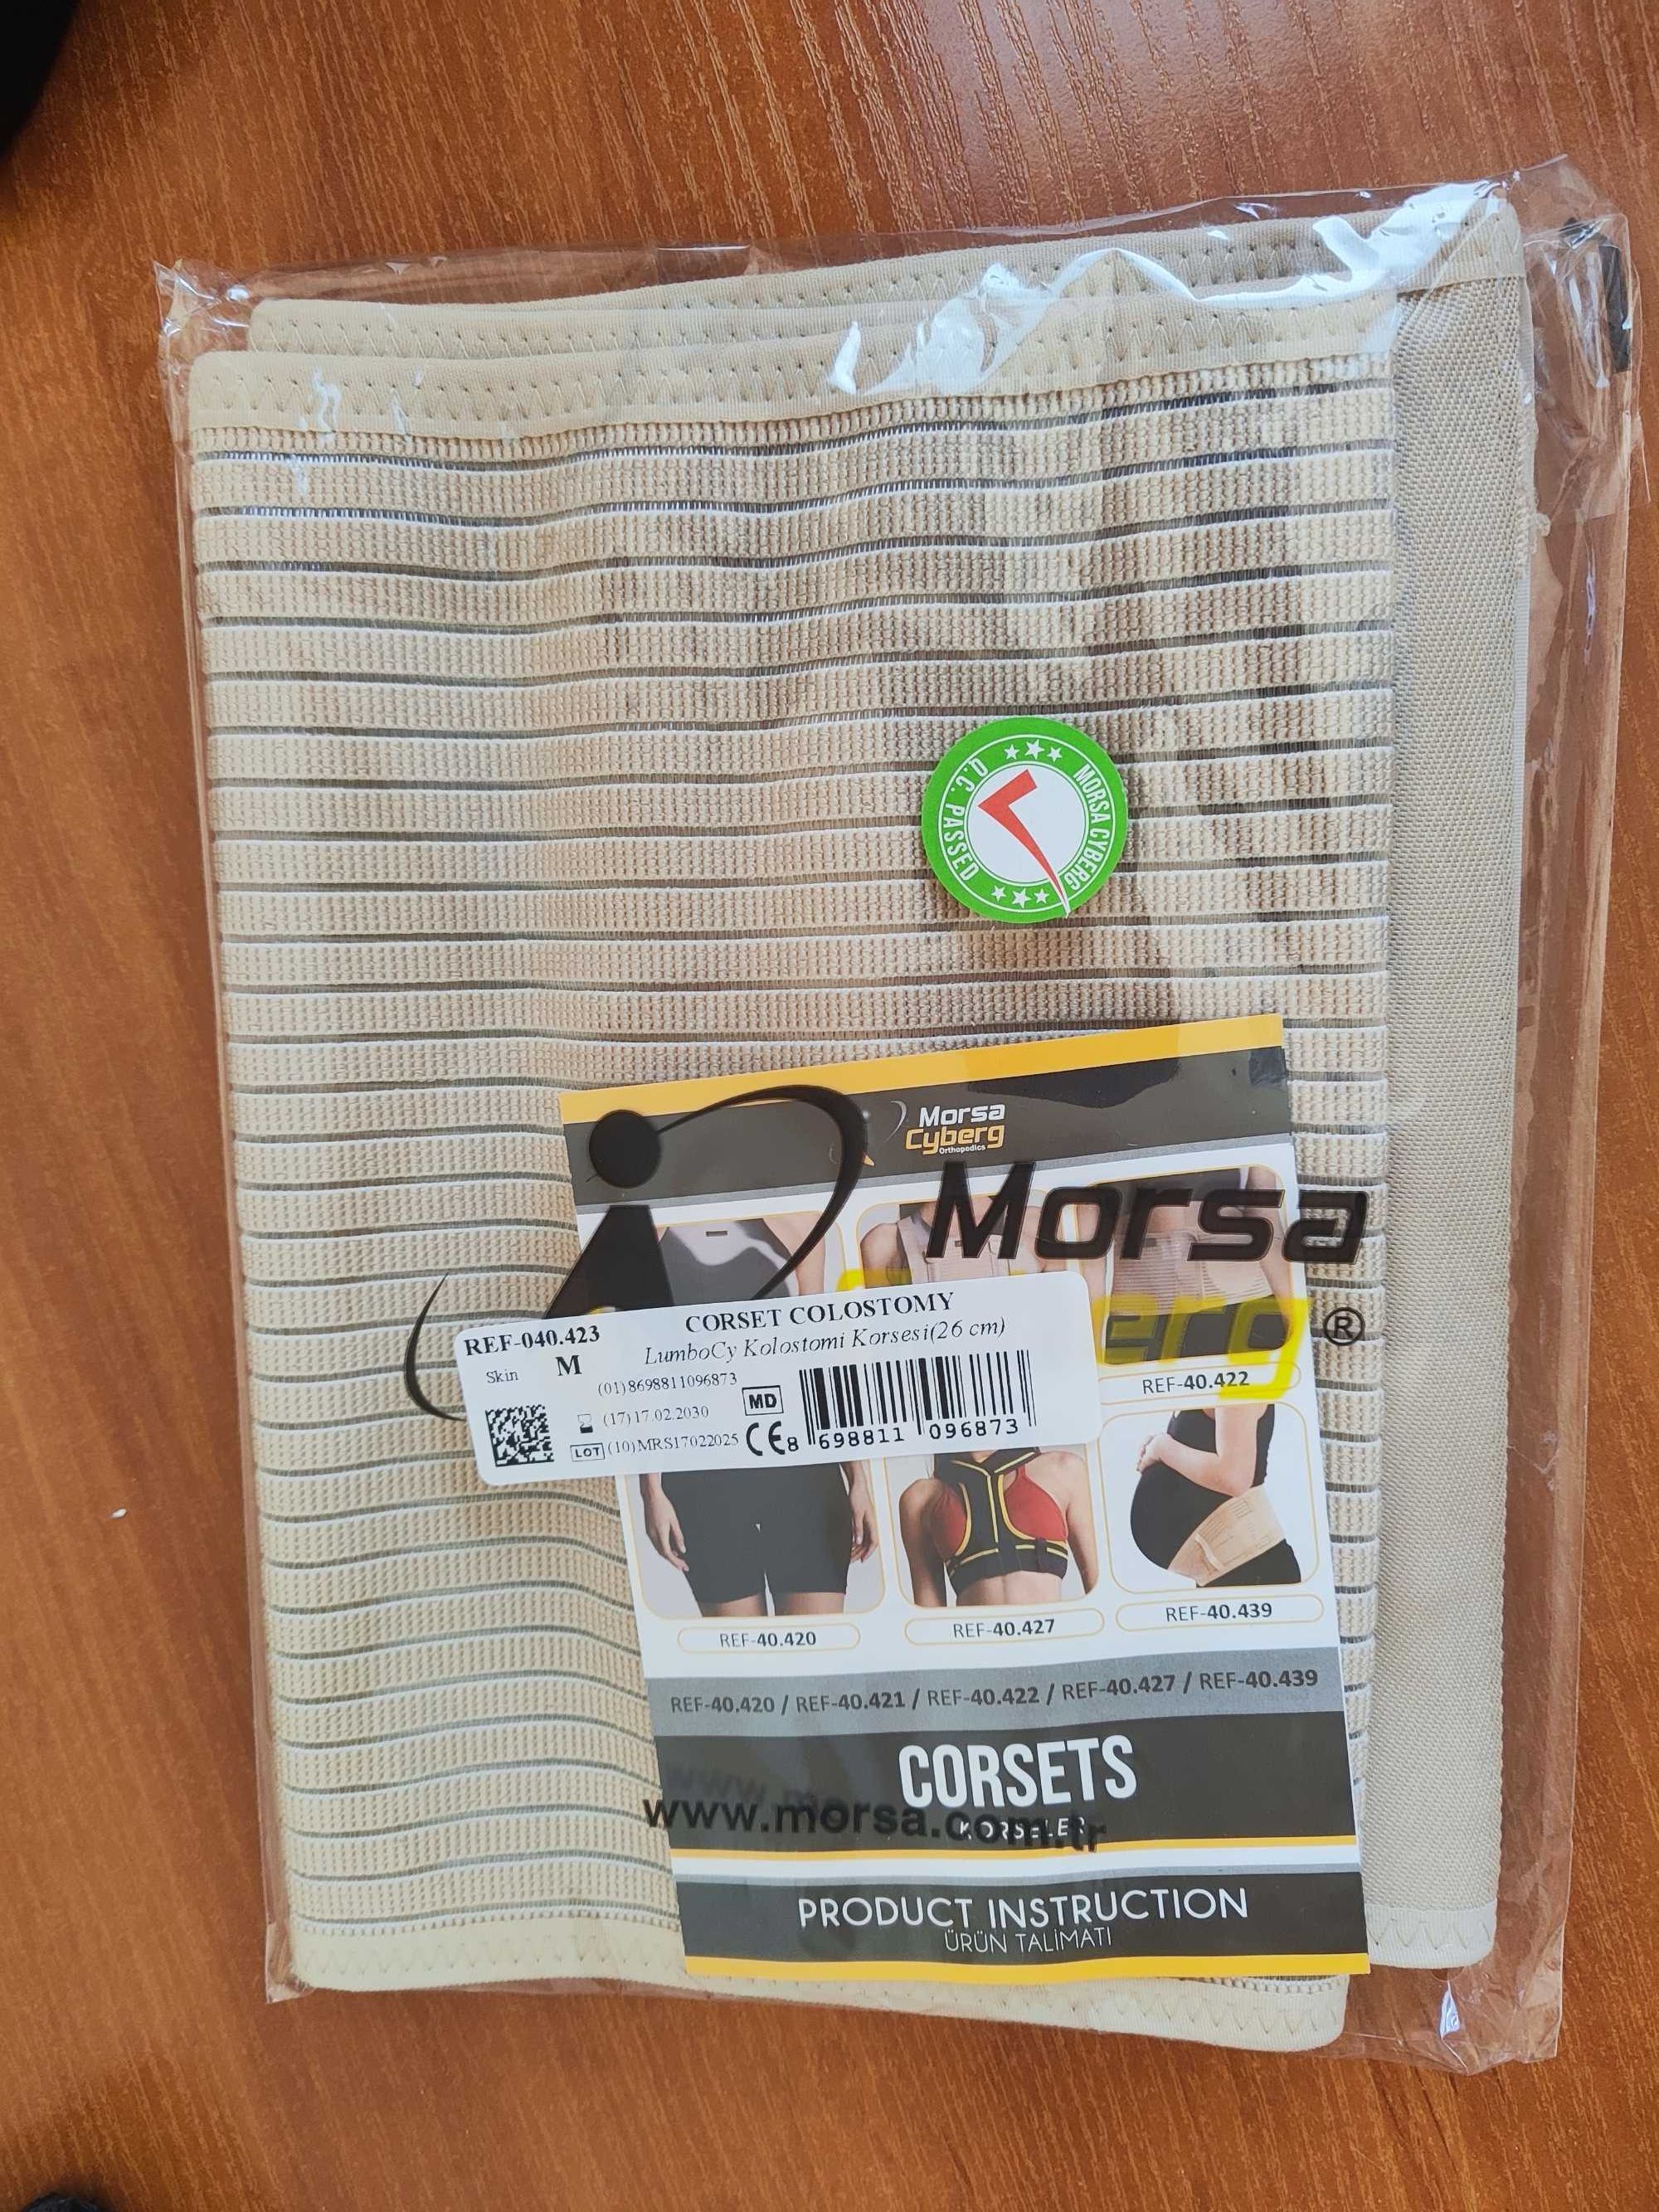 MORSA CYBERG
Q.C. PASSED
Morsa
Cyberg
Orthopedics
Morsa
erg®
REF-040.423
CORSET COLOSTOMY
LumboCy Kolostomi Korsesi(26 cm)
Skin
M
(01)8698811096873
(17)17.02.2030
LOT (10)MRS17022025
MD
CE
8 698811 096873
REF-40.422
REF-40.420
REF-40.427
REF-40.439
REF-40.420 / REF-40.421 / REF-40.422 / REF-40.427 / REF-40.439
CORSETS
KORSELER
www.morsa.com.tr
PRODUCT INSTRUCTION
ÜRÜN TALİMATI